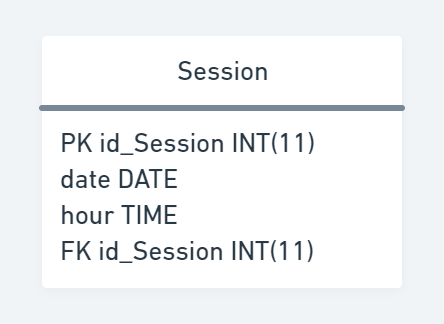 Session
PK id_Session INT(11)
date DATE
hour TIME
FK id_Session INT(11)